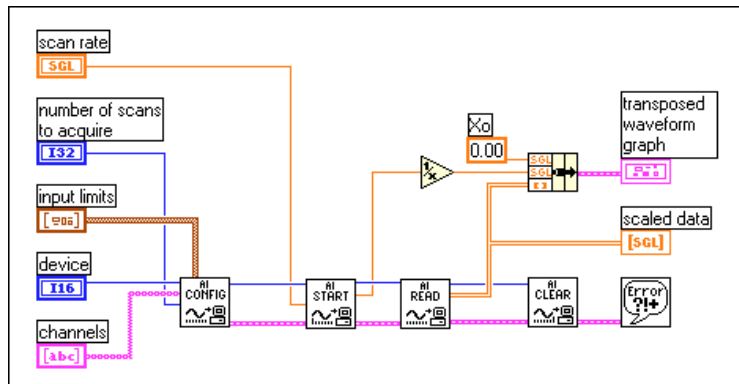 scan rate
SGL
number of scans
to acquire
I32
input limits
device
I16
channels
[abc]
AI
CONFIG
AI
START
AI
READ
AI
CLEAR
Error
?!+
1/x
Xo
0.00
SGL
SGL
[ ]
transposed
waveform
graph
scaled data
[SGL]